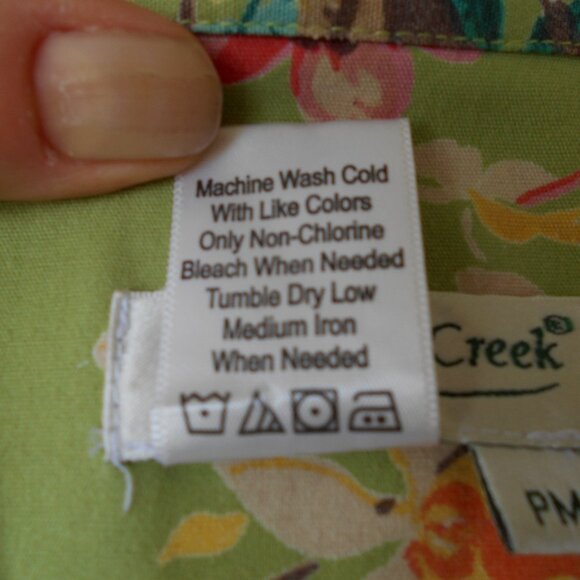 Machine Wash Cold
With Like Colors
Only Non-Chlorine
Bleach When Needed
Tumble Dry Low
Medium Iron
When Needed
Creek®
PM